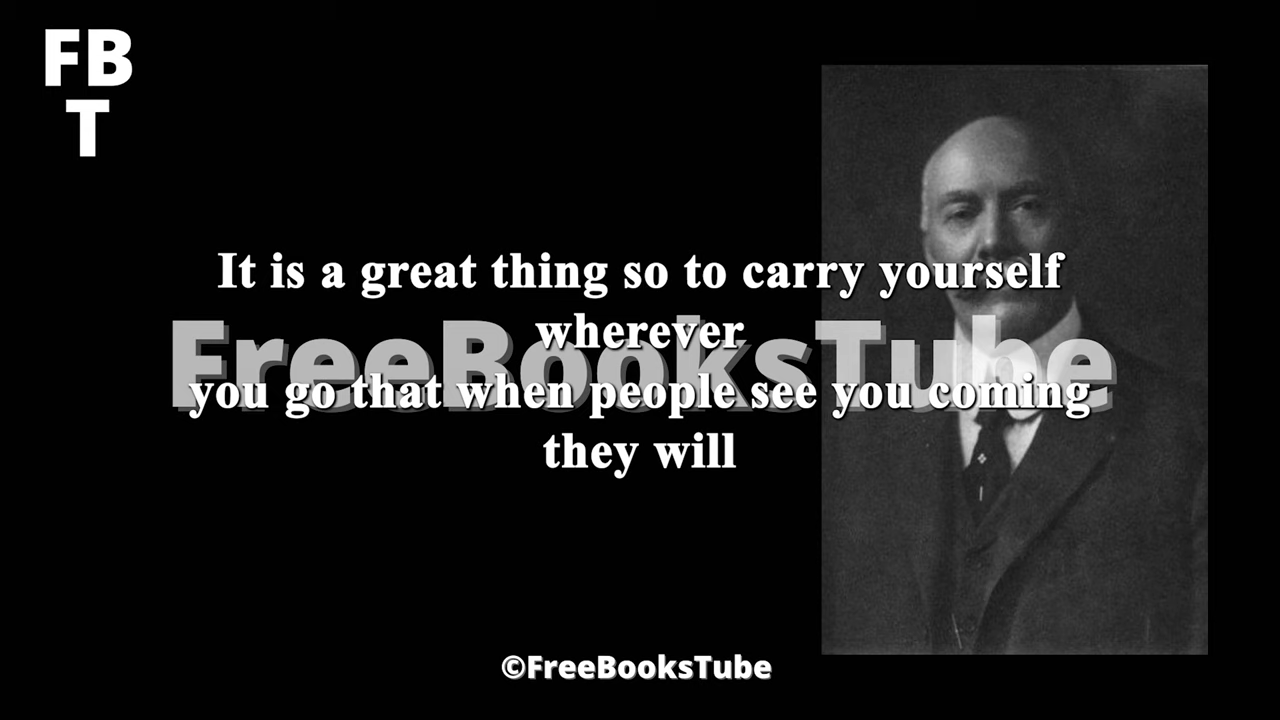 FB
T
It is a great thing so to carry yourself
wherever
FreeBooksTube
you go that when people see you coming
they will
©FreeBooksTube